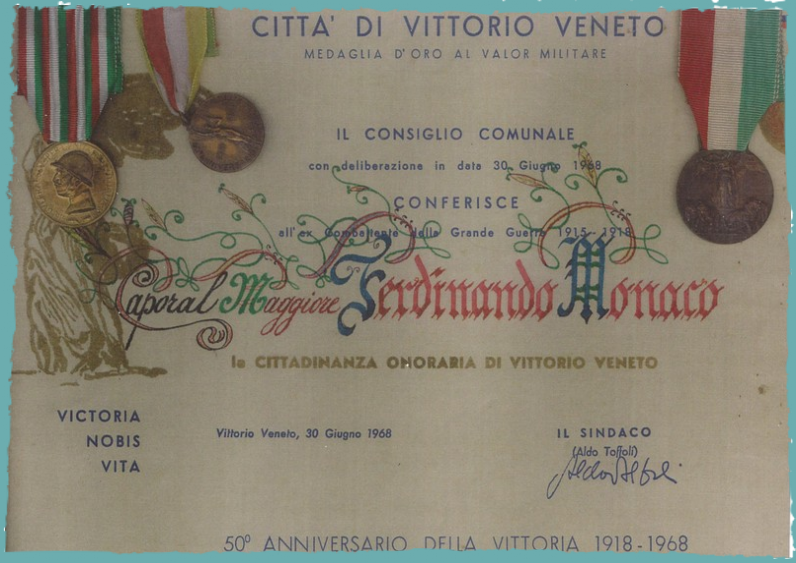 CITTA' DI VITTORIO VENETO
MEDAGLIA D'ORO AL VALOR MILITARE
IL CONSIGLIO COMUNALE
con deliberazione in data 30 Giugno 1968
CONFERISCE
all'ex Combattente della Grande Guerra 1915-1918
Caporal Maggiore Ferdinando Monaco
la CITTADINANZA ONORARIA DI VITTORIO VENETO
VICTORIA
NOBIS
VITA
Vittorio Veneto, 30 Giugno 1968
IL SINDACO
(Aldo Toffoli)
50° ANNIVERSARIO DELLA VITTORIA 1918-1968